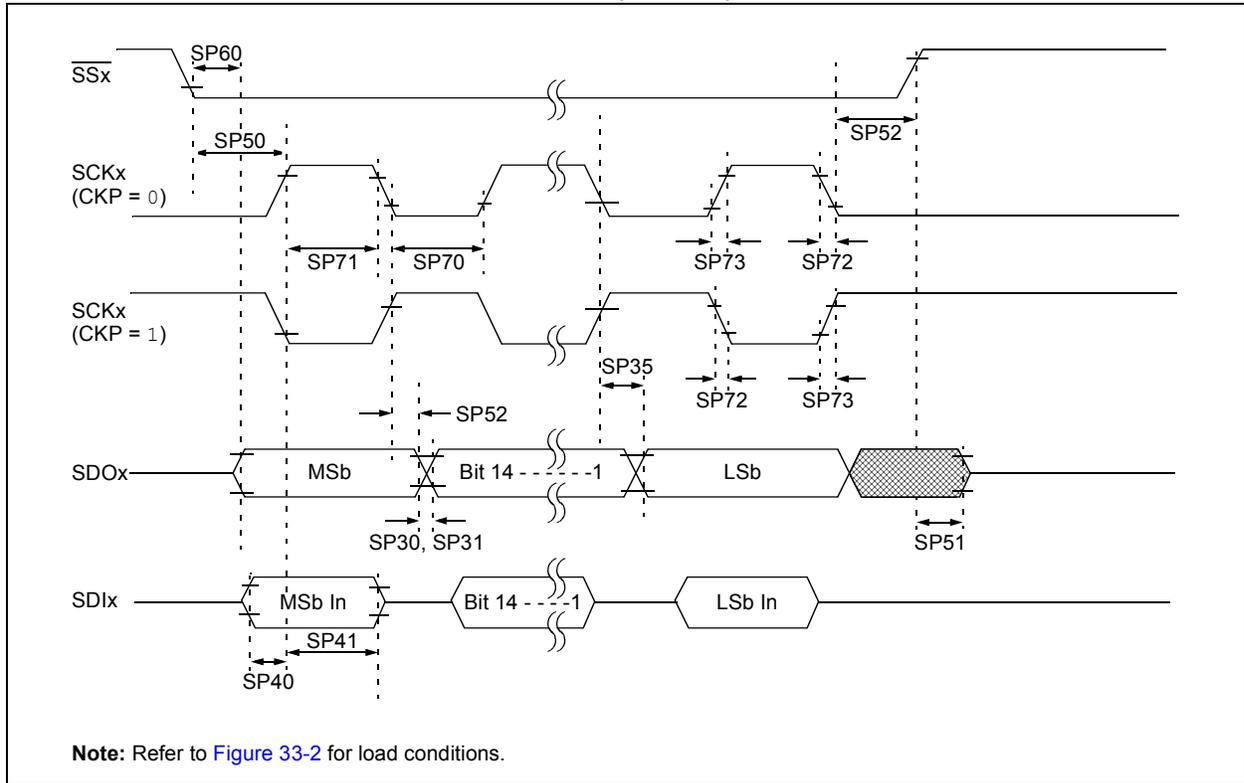 SP60
SSx
SP52
SP50
SCKx
(CKP = 0)
SP71
SP70
SP73
SP72
SCKx
(CKP = 1)
SP35
SP72
SP73
SP52
SDOx
MSb
Bit 14 - - - - - -1
LSb
SP30, SP31
SP51
SDIx
MSb In
Bit 14 - - - - -1
LSb In
SP41
SP40
Note: Refer to Figure 33-2 for load conditions.